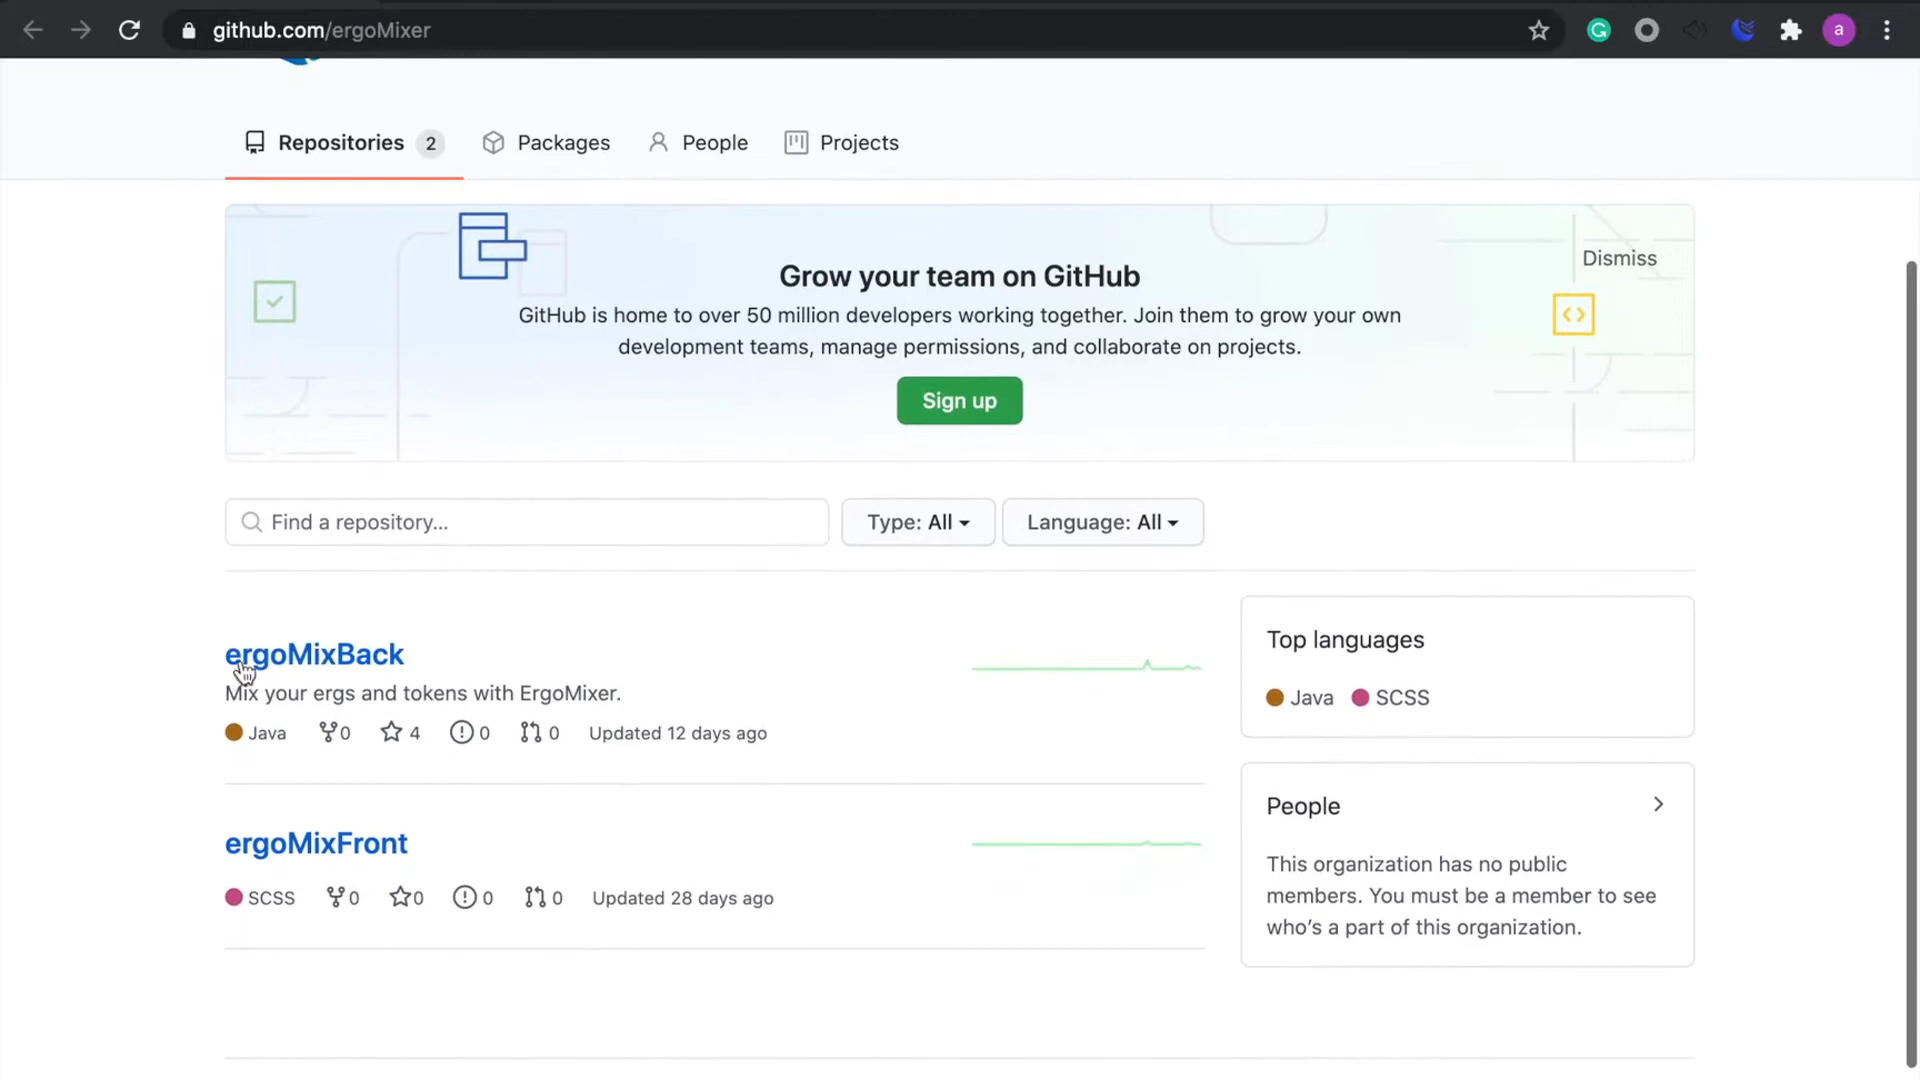 github.com/ergoMixer
a
Repositories 2
Packages
People
Projects
Grow your team on GitHub
Dismiss
GitHub is home to over 50 million developers working together. Join them to grow your own
development teams, manage permissions, and collaborate on projects.
Sign up
Find a repository...
Type: All
Language: All
ergoMixBack
Mix your ergs and tokens with ErgoMixer.
Java 0 4 0 0 Updated 12 days ago
ergoMixFront
SCSS 0 0 0 0 Updated 28 days ago
Top languages
Java SCSS
People
This organization has no public
members. You must be a member to see
who's a part of this organization.